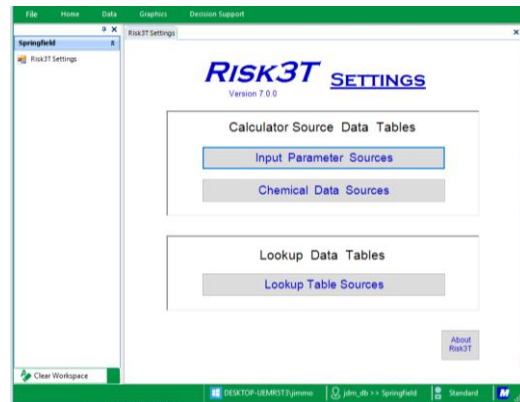 File Home Data Graphics Decision Support
Springfield
Risk3T Settings
Clear Workspace
Risk3T Settings
RISK3T SETTINGS
Version 7.0.0
Calculator Source Data Tables
Input Parameter Sources
Chemical Data Sources
Lookup Data Tables
Lookup Table Sources
About
Risk3T
DESKTOP-UEMRST3\jimmo jdm_db >> Springfield Standard M